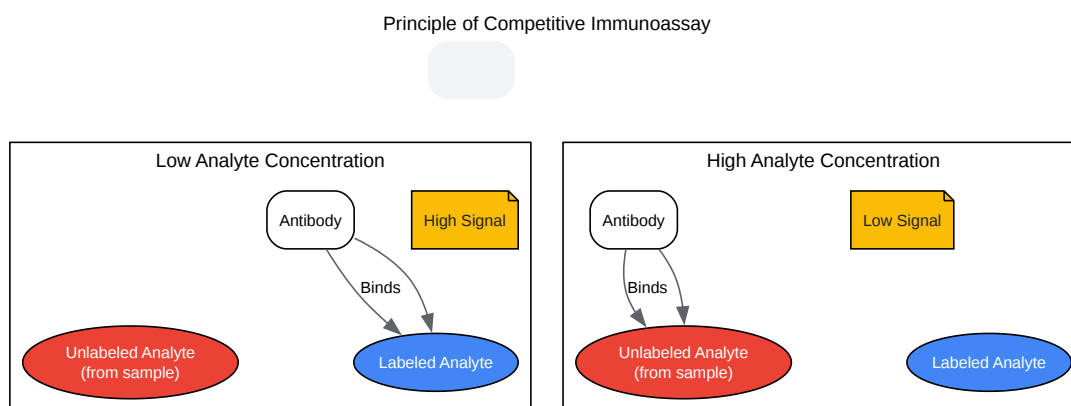 Principle of Competitive Immunoassay
Low Analyte Concentration
Antibody
High Signal
Binds
Unlabeled Analyte
(from sample)
Labeled Analyte
High Analyte Concentration
Antibody
Low Signal
Binds
Unlabeled Analyte
(from sample)
Labeled Analyte